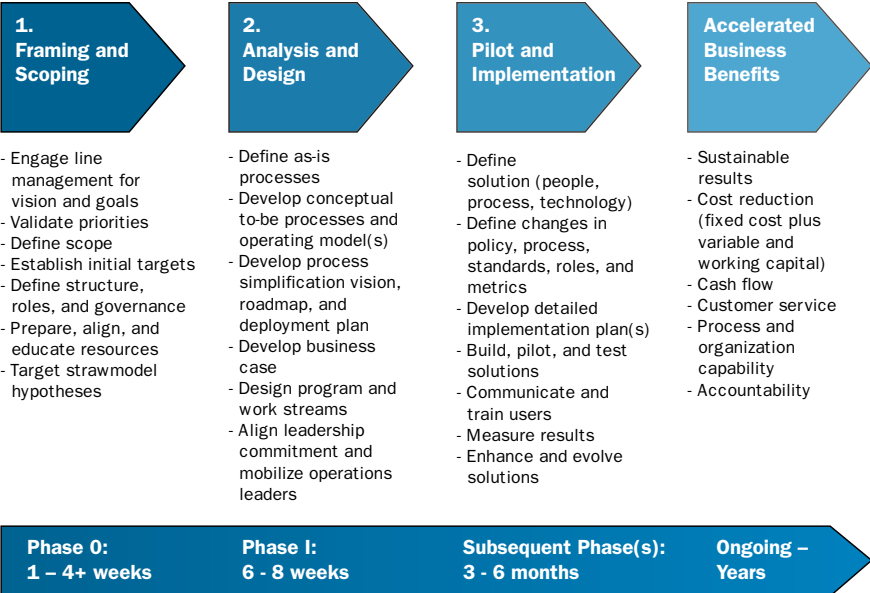 1.
Framing and
Scoping
- Engage line
management for
vision and goals
- Validate priorities
- Define scope
- Establish initial targets
- Define structure,
roles, and governance
- Prepare, align, and
educate resources
- Target strawmodel
hypotheses
2.
Analysis and
Design
- Define as-is
processes
- Develop conceptual
to-be processes and
operating model(s)
- Develop process
simplification vision,
roadmap, and
deployment plan
- Develop business
case
- Design program and
work streams
- Align leadership
commitment and
mobilize operations
leaders
3.
Pilot and
Implementation
- Define
solution (people,
process, technology)
- Define changes in
policy, process,
standards, roles, and
metrics
- Develop detailed
implementation plan(s)
- Build, pilot, and test
solutions
- Communicate and
train users
- Measure results
- Enhance and evolve
solutions
Accelerated
Business
Benefits
- Sustainable
results
- Cost reduction
(fixed cost plus
variable and
working capital)
- Cash flow
- Customer service
- Process and
organization
capability
- Accountability
Phase 0:
1 – 4+ weeks
Phase I:
6 - 8 weeks
Subsequent Phase(s):
3 - 6 months
Ongoing –
Years